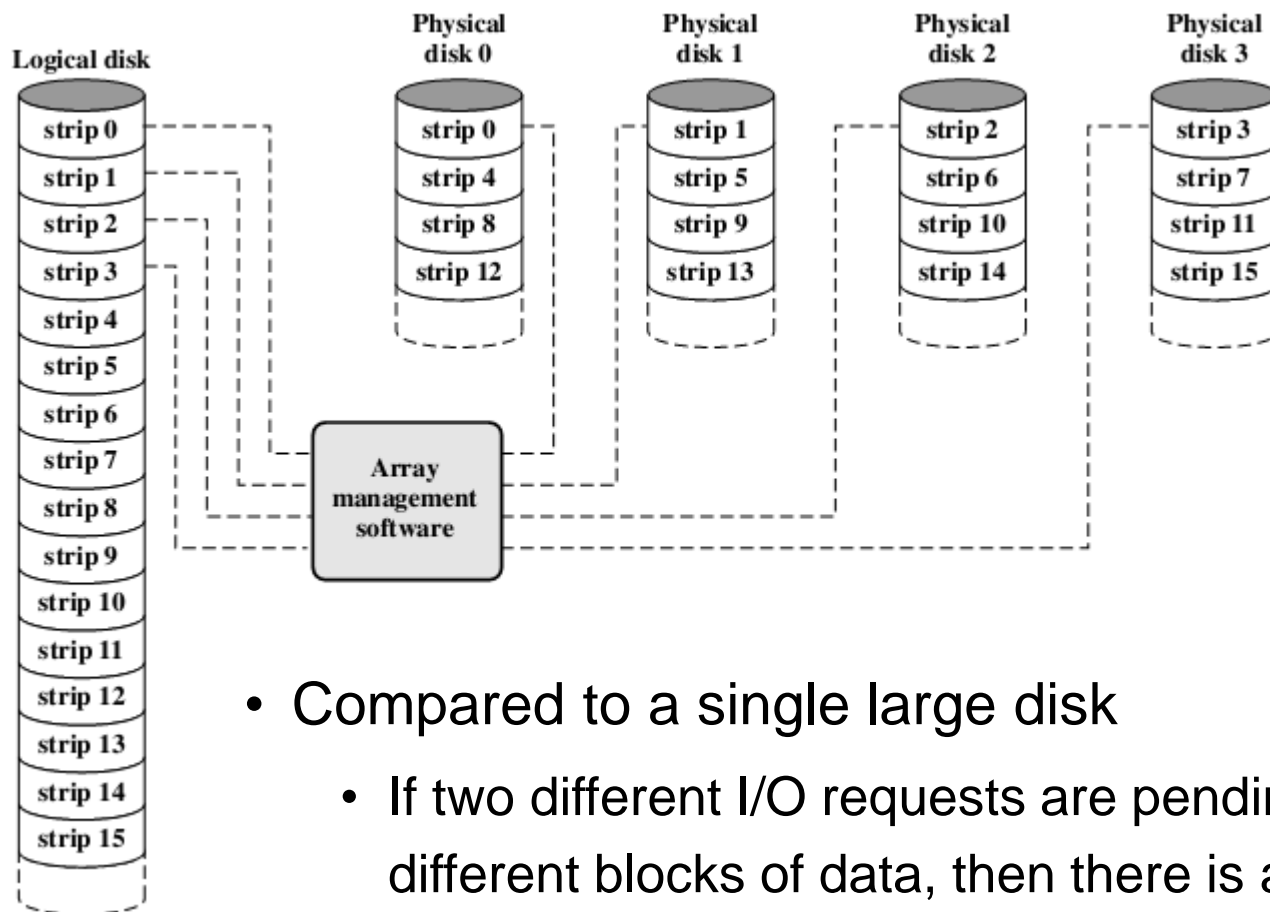 Logical disk
strip 0
strip 1
strip 2
strip 3
strip 4
strip 5
strip 6
strip 7
strip 8
strip 9
strip 10
strip 11
strip 12
strip 13
strip 14
strip 15
Physical
disk 0
strip 0
strip 4
strip 8
strip 12
Physical
disk 1
strip 1
strip 5
strip 9
strip 13
Physical
disk 2
strip 2
strip 6
strip 10
strip 14
Physical
disk 3
strip 3
strip 7
strip 11
strip 15
Array
management
software
• Compared to a single large disk
• If two different I/O requests are
different blocks of data, then there is